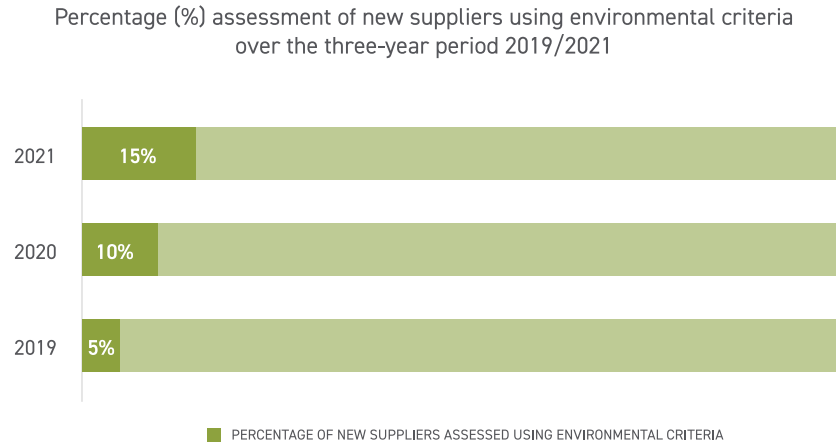 Percentage (%) assessment of new suppliers using environmental criteria
over the three-year period 2019/2021
2021
15%
2020
10%
2019
5%
PERCENTAGE OF NEW SUPPLIERS ASSESSED USING ENVIRONMENTAL CRITERIA